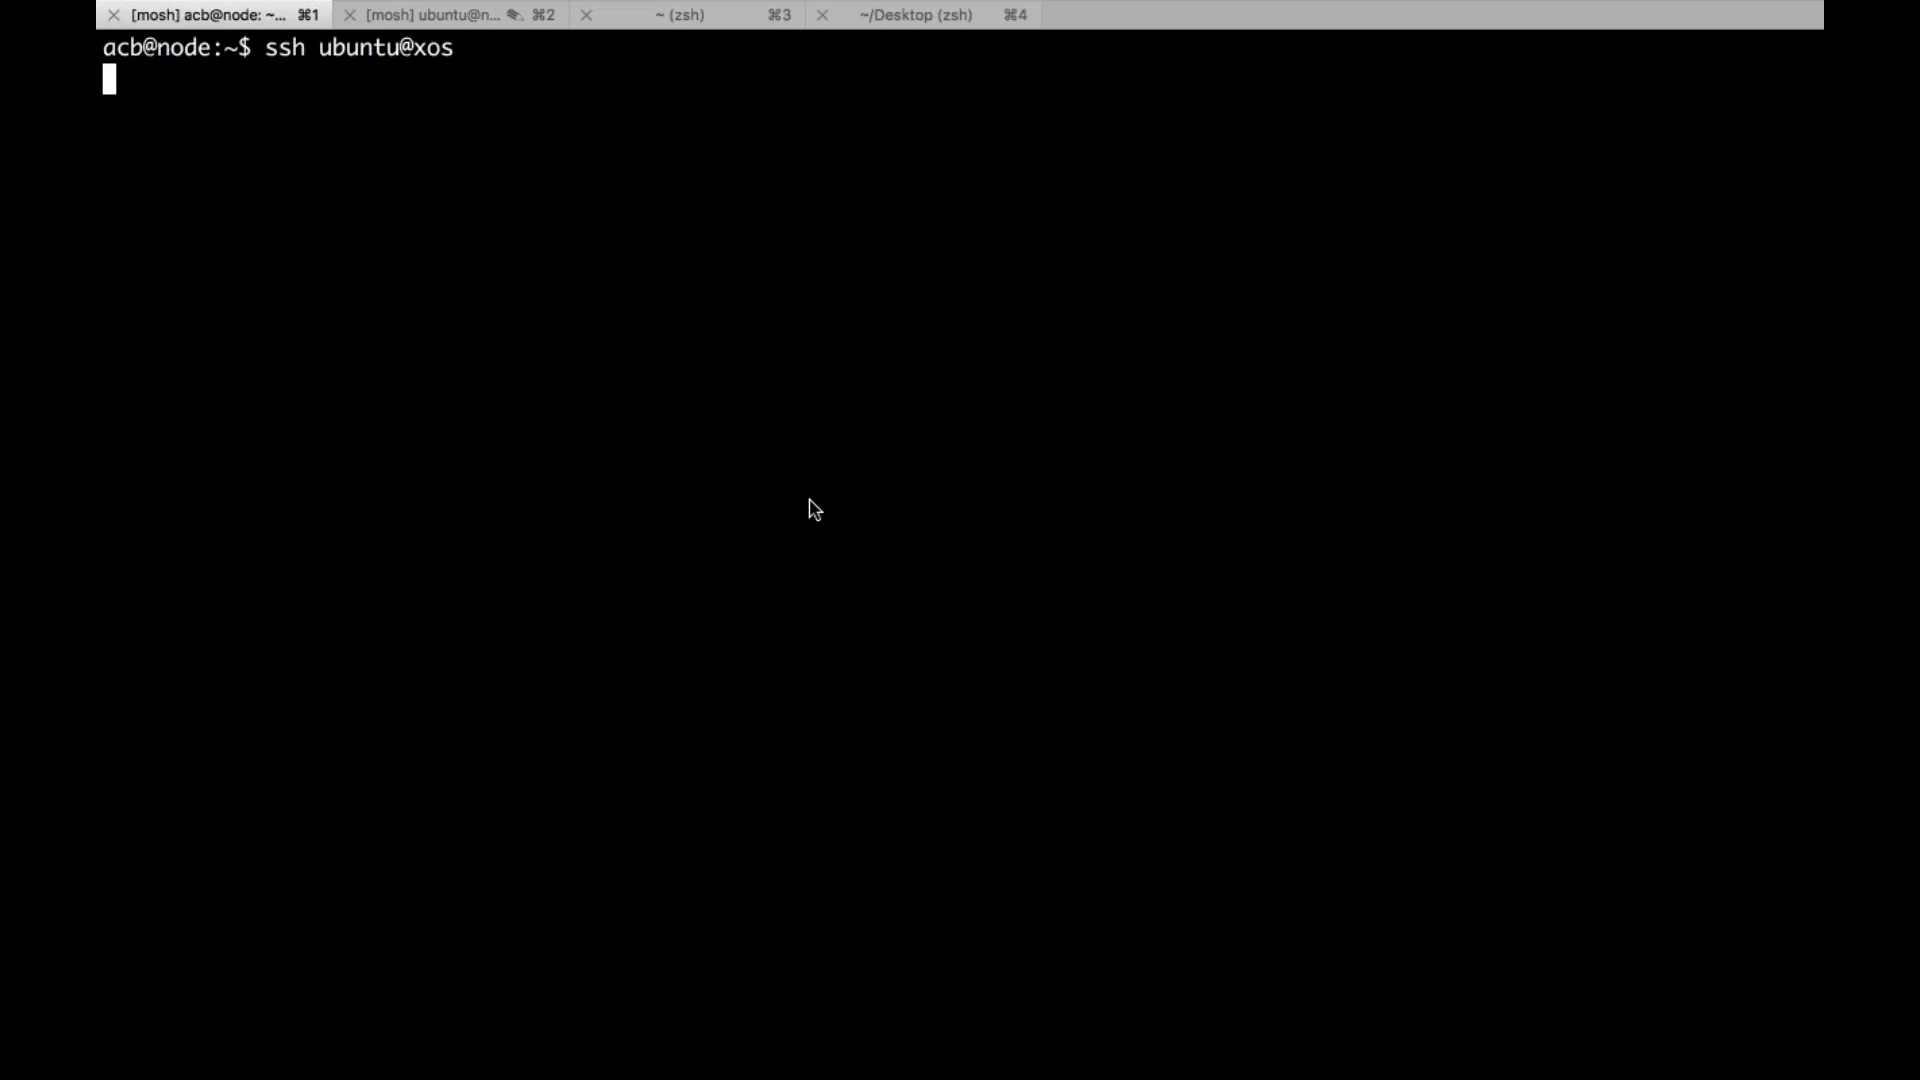 [mosh] acb@node: ~... ⌘1 [mosh] ubuntu@n... ⌘2 ~ (zsh) ⌘3 ~/Desktop (zsh) ⌘4
acb@node:~$ ssh ubuntu@xos